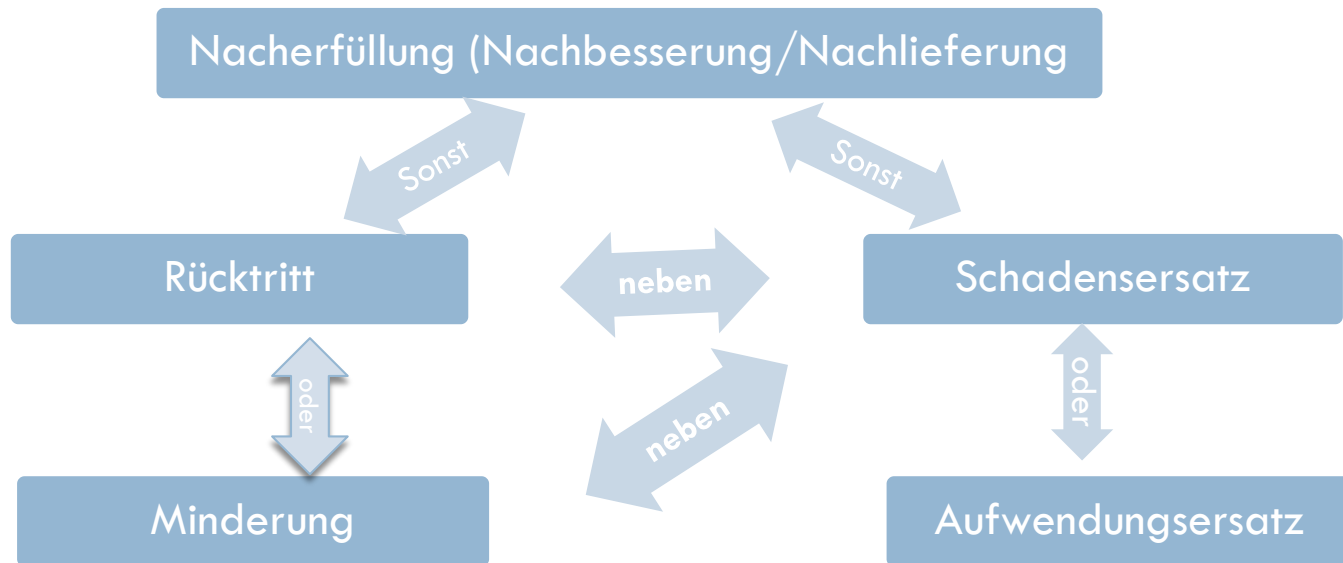 Nacherfüllung (Nachbesserung/Nachlieferung
Sonst
Sonst
Rücktritt
neben
Schadensersatz
oder
neben
oder
Minderung
Aufwendungsersatz